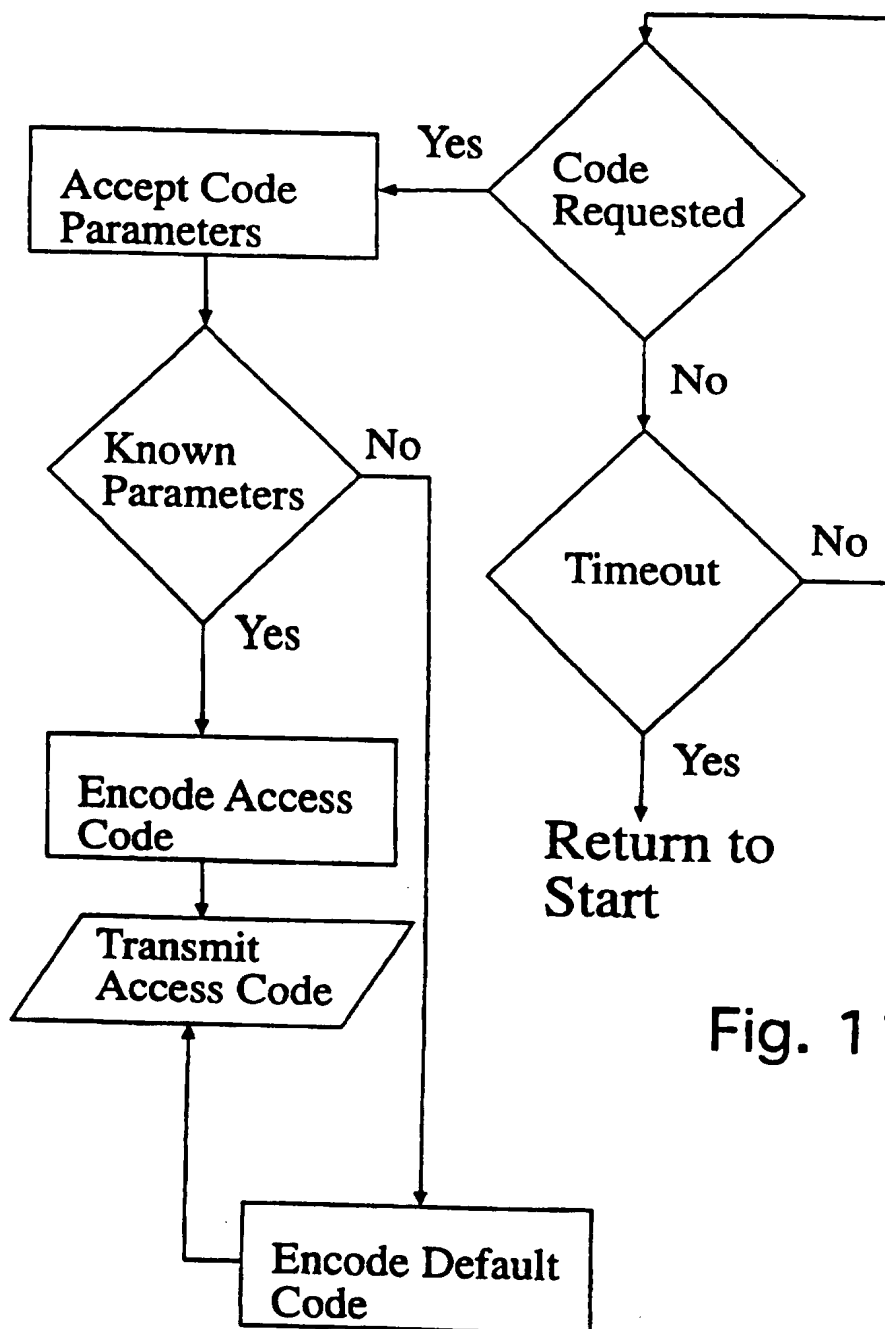 Code
Requested
Yes
Accept Code
Parameters
No
Known
Parameters
No
Timeout
No
Yes
Yes
Encode Access
Code
Return to
Start
Transmit
Access Code
Fig. 1
Encode Default
Code